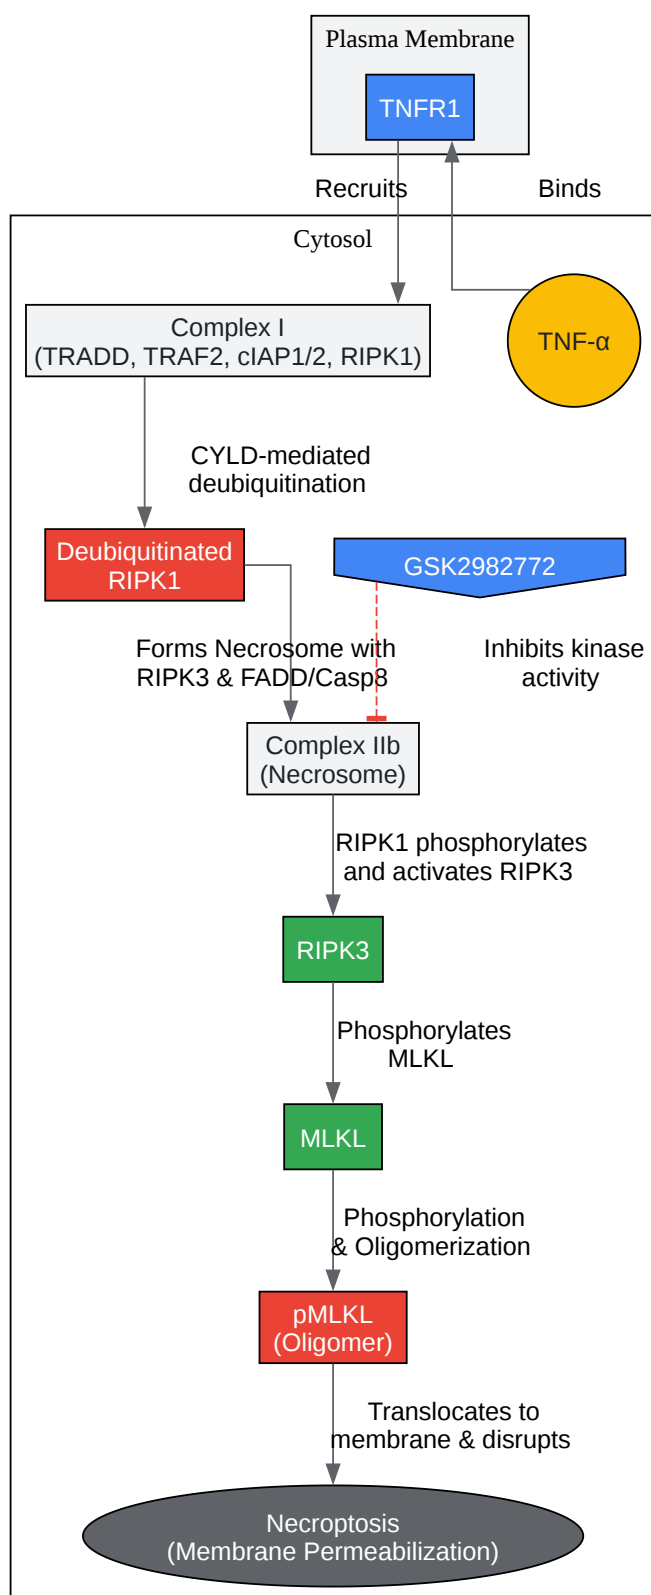 Plasma Membrane
TNFR1
Recruits
Binds
Cytosol
Complex I
(TRADD, TRAF2, cIAP1/2, RIPK1)
TNF-α
CYLD-mediated
deubiquitination
Deubiquitinated
RIPK1
GSK2982772
Forms Necrosome with
RIPK3 & FADD/Casp8
Inhibits kinase
activity
Complex IIb
(Necrosome)
RIPK1 phosphorylates
and activates RIPK3
RIPK3
Phosphorylates
MLKL
MLKL
Phosphorylation
& Oligomerization
pMLKL
(Oligomer)
Translocates to
membrane & disrupts
Necroptosis
(Membrane Permeabilization)